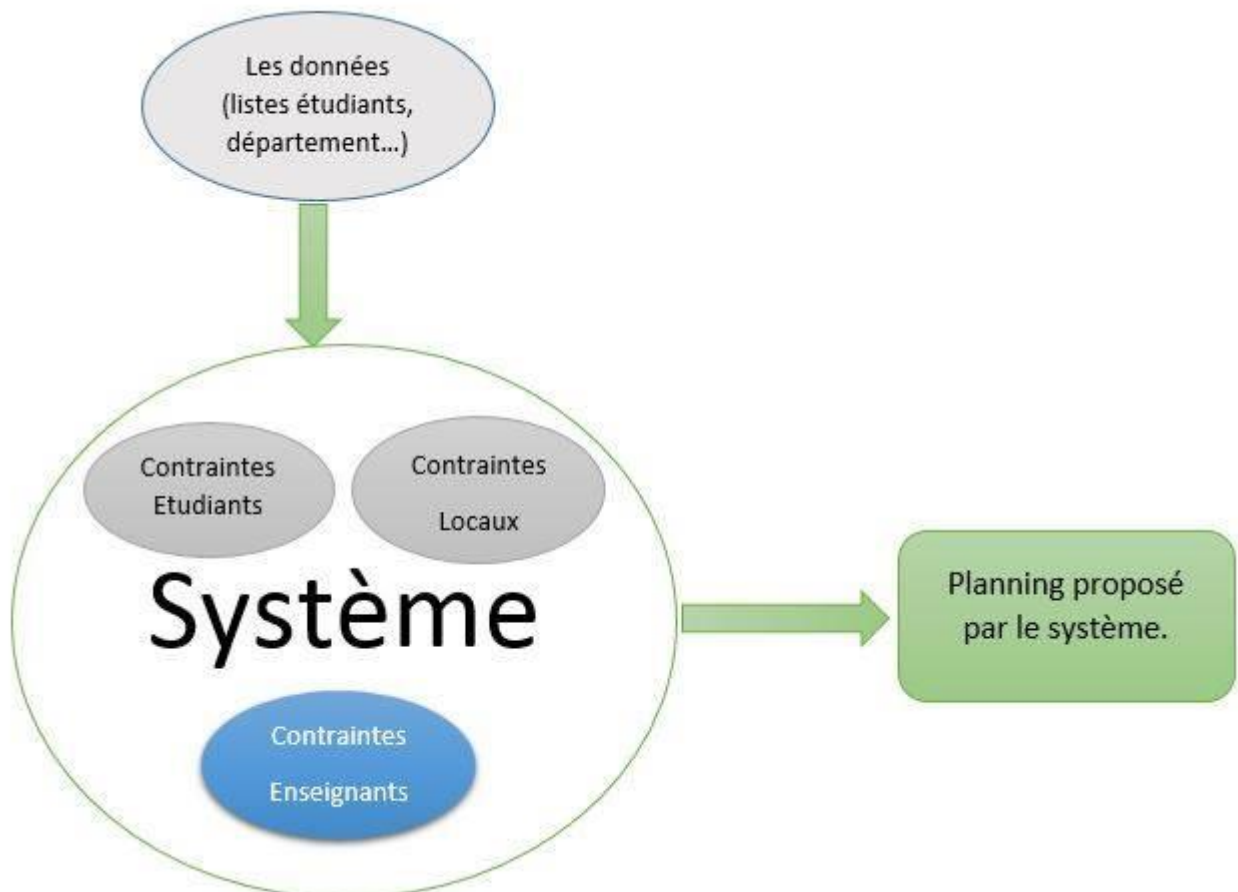 Les données
(listes étudiants,
département...)
Contraintes
Etudiants
Contraintes
Locaux
Système
Contraintes
Enseignants
Planning proposé
par le système.